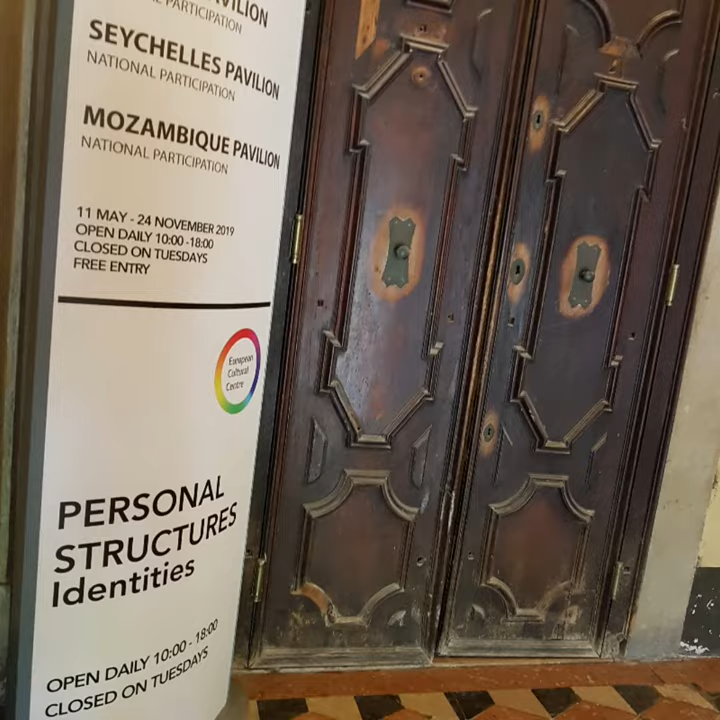 PAVILION
PARTICIPATION
SEYCHELLES PAVILION
NATIONAL PARTICIPATION
MOZAMBIQUE PAVILION
NATIONAL PARTICIPATION
11 MAY - 24 NOVEMBER 2019
OPEN DAILY 10:00 -18:00
CLOSED ON TUESDAYS
FREE ENTRY
European
Cultural
Centre
PERSONAL
STRUCTURES
Identities
OPEN DAILY 10:00 - 18:00
CLOSED ON TUESDAYS